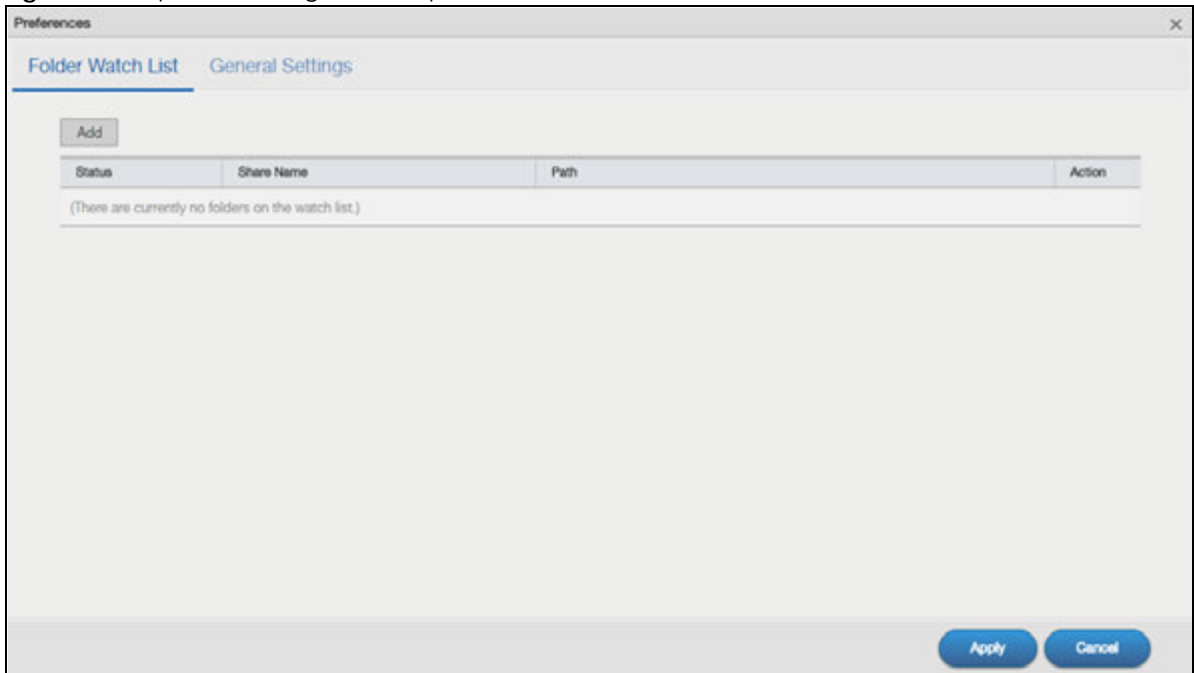 Preferences
Folder Watch List General Settings
Add
Status Share Name Path Action
(There are currently no folders on the watch list.)
Apply Cancel